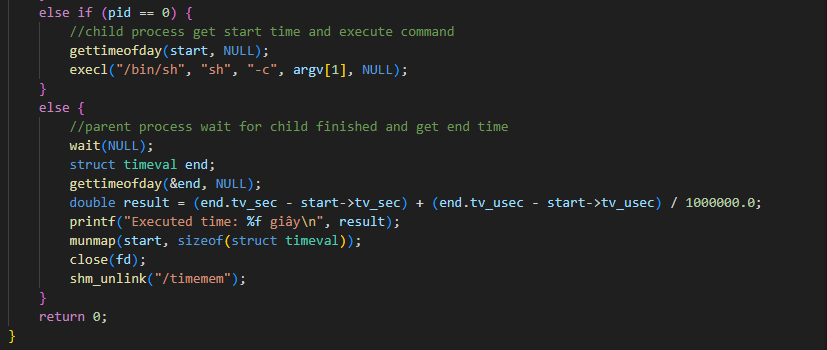 else if (pid == 0) {
//child process get start time and execute command
gettimeofday(start, NULL);
execl("/bin/sh", "sh", "-c", argv[1], NULL);
}
else {
//parent process wait for child finished and get end time
wait(NULL);
struct timeval end;
gettimeofday(&end, NULL);
double result = (end.tv_sec - start->tv_sec) + (end.tv_usec - start->tv_usec) / 1000000.0;
printf("Executed time: %f giây\n", result);
munmap(start, sizeof(struct timeval));
close(fd);
shm_unlink("/timemem");
}
return 0;
}